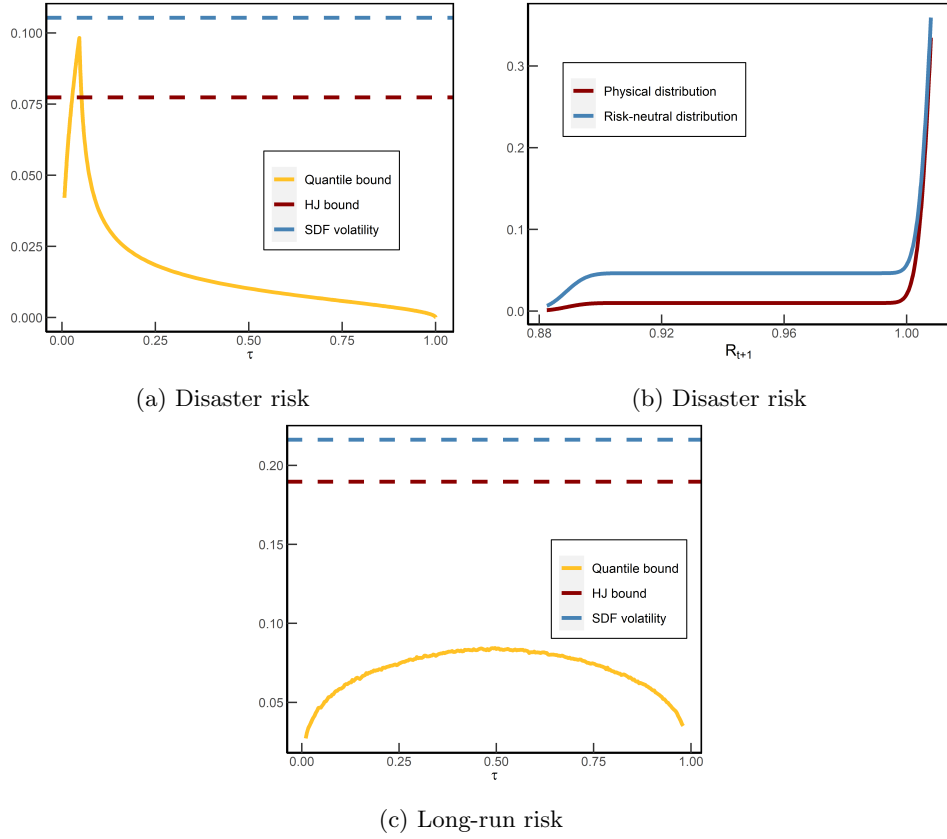 0.100
0.075
0.050
0.025
0.000
Quantile bound
HJ bound
SDF volatility
0.00 0.25 0.50 0.75 1.00
τ
(a) Disaster risk
0.3
0.2
0.1
0.0
Physical distribution
Risk-neutral distribution
0.88 0.92 0.96 1.00
R_{t+1}
(b) Disaster risk
0.20
0.15
0.10
0.05
Quantile bound
HJ bound
SDF volatility
0.00 0.25 0.50 0.75 1.00
τ
(c) Long-run risk